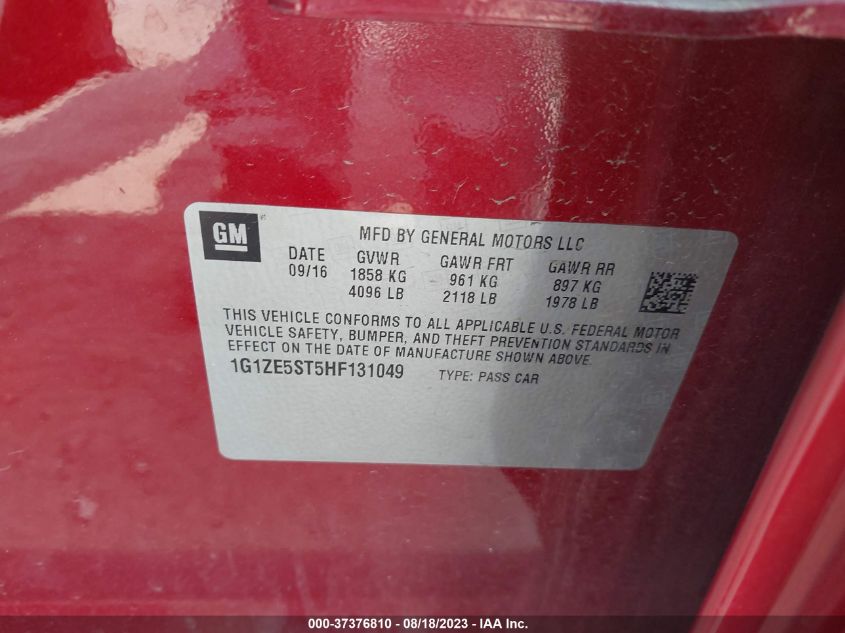 GM
MFD BY GENERAL MOTORS LLC
DATE GVWR GAWR FRT GAWR RR
09/16 1858 KG 961 KG 897 KG
4096 LB 2118 LB 1978 LB
THIS VEHICLE CONFORMS TO ALL APPLICABLE U.S. FEDERAL MOTOR
VEHICLE SAFETY, BUMPER, AND THEFT PREVENTION STANDARDS IN
EFFECT ON THE DATE OF MANUFACTURE SHOWN ABOVE.
1G1ZE5ST5HF131049 TYPE: PASS CAR
000-37376810 - 08/18/2023 - IAA Inc.